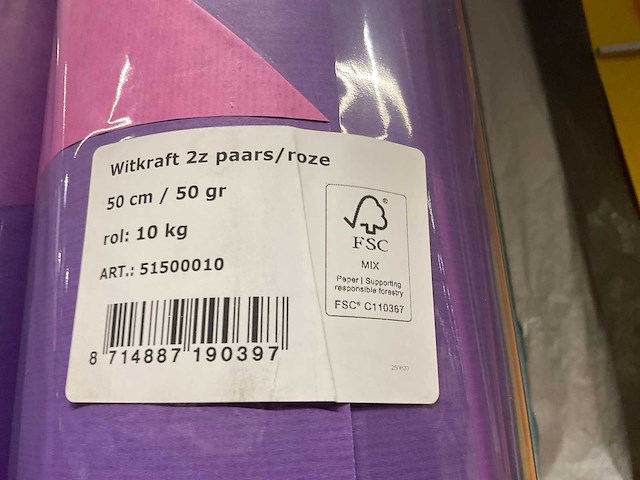 Witkraft 2z paars/roze
50 cm / 50 gr
rol: 10 kg
ART.: 51500010
8 714887 190397
®
FSC
MIX
Paper | Supporting
responsible forestry
FSC® C110367